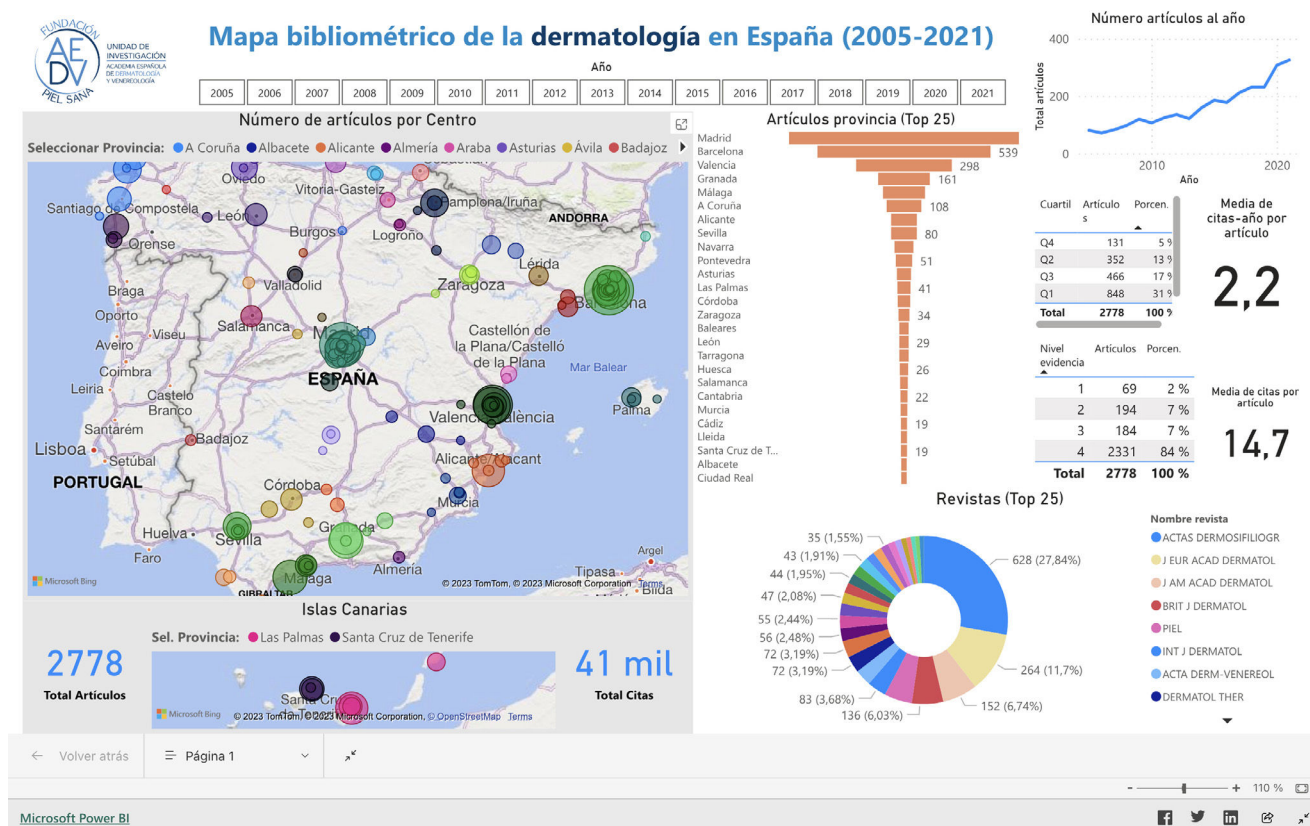 FUNDACIÓN
AEDV
PIEL SANA
UNIDAD DE
INVESTIGACIÓN
ACADEMIA ESPAÑOLA
DE DERMATOLOGÍA
Y VENEREOLOGÍA
Mapa bibliométrico de la dermatología en España (2005-2021)
Año
2005 2006 2007 2008 2009 2010 2011 2012 2013 2014 2015 2016 2017 2018 2019 2020 2021
Número artículos al año
Total artículos
400
200
0
2010 2020
Año
Número de artículos por Centro
Seleccionar Provincia: A Coruña Albacete Alicante Almería Araba Asturias Ávila Badajoz
Oviedo
Vitoria-Gasteiz
Santiago de Compostela
León
Pamplona/Iruña
ANDORRA
Orense
Burgos
Logroño
Lérida
Braga
Valladolid
Zaragoza
Barcelona
Oporto
Viseu
Salamanca
Madrid
Castellón de
la Plana/Castelló
de la Plana
Aveiro
Coimbra
Mar Balear
ESPAÑA
Leiria
Castelo
Branco
Palma
Santarém
Valencia/València
Lisboa
Badajoz
Setúbal
Alicante/Alacant
PORTUGAL
Córdoba
Murcia
Huelva
Sevilla
Granada
Faro
Almería
Argel
Málaga
Tipasa
Blida
GIBRALTAR
Microsoft Bing
© 2023 TomTom, © 2023 Microsoft Corporation, Terms
Artículos provincia (Top 25)
Madrid
Barcelona 539
Valencia 298
Granada 161
Málaga
A Coruña 108
Alicante
Sevilla 80
Navarra
Pontevedra 51
Asturias
Las Palmas 41
Córdoba
Zaragoza 34
Baleares
León 29
Tarragona
Huesca 26
Salamanca
Cantabria 22
Murcia
Cádiz 19
Lleida
Santa Cruz de T... 19
Albacete
Ciudad Real
Cuartil Artículo Porcen.
s
Q4 131 5 %
Q2 352 13 %
Q3 466 17 %
Q1 848 31 %
Total 2778 100 %
Media de
citas-año por
artículo
2,2
Nivel Artículos Porcen.
evidencia
1 69 2 %
2 194 7 %
3 184 7 %
4 2331 84 %
Total 2778 100 %
Media de citas por
artículo
14,7
Islas Canarias
Sel. Provincia: Las Palmas Santa Cruz de Tenerife
2778
Total Artículos
Microsoft Bing
© 2023 TomTom, © 2023 Microsoft Corporation, © OpenStreetMap Terms
41 mil
Total Citas
Revistas (Top 25)
628 (27,84%)
264 (11,7%)
152 (6,74%)
136 (6,03%)
83 (3,68%)
72 (3,19%)
72 (3,19%)
56 (2,48%)
55 (2,44%)
47 (2,08%)
44 (1,95%)
43 (1,91%)
35 (1,55%)
Nombre revista
ACTAS DERMOSIFILIOGR
J EUR ACAD DERMATOL
J AM ACAD DERMATOL
BRIT J DERMATOL
PIEL
INT J DERMATOL
ACTA DERM-VENEREOL
DERMATOL THER
Volver atrás
Página 1
- + 110 %
Microsoft Power BI